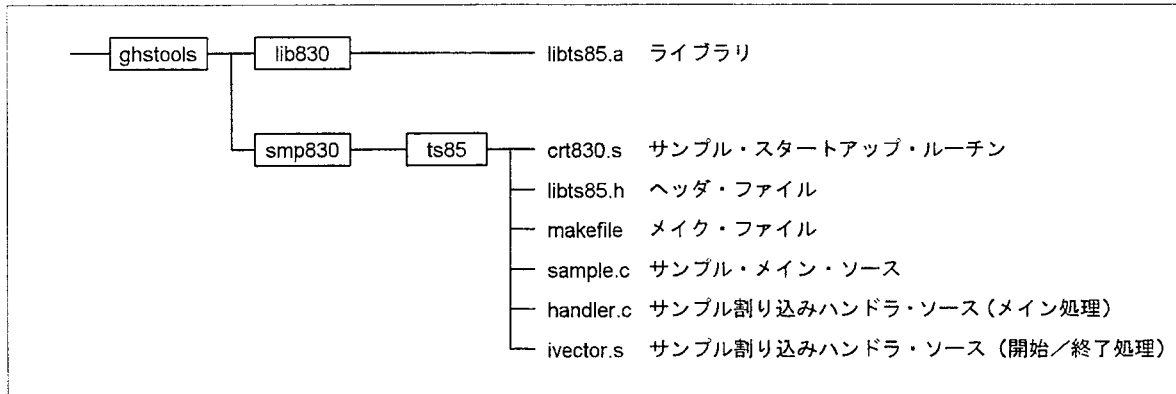 ghstools lib830 libts85.a ライブラリ
smp830 ts85 crt830.s サンプル・スタートアップ・ルーチン
libts85.h ヘッダ・ファイル
makefile メイク・ファイル
sample.c サンプル・メイン・ソース
handler.c サンプル割り込みハンドラ・ソース（メイン処理）
ivector.s サンプル割り込みハンドラ・ソース（開始／終了処理）